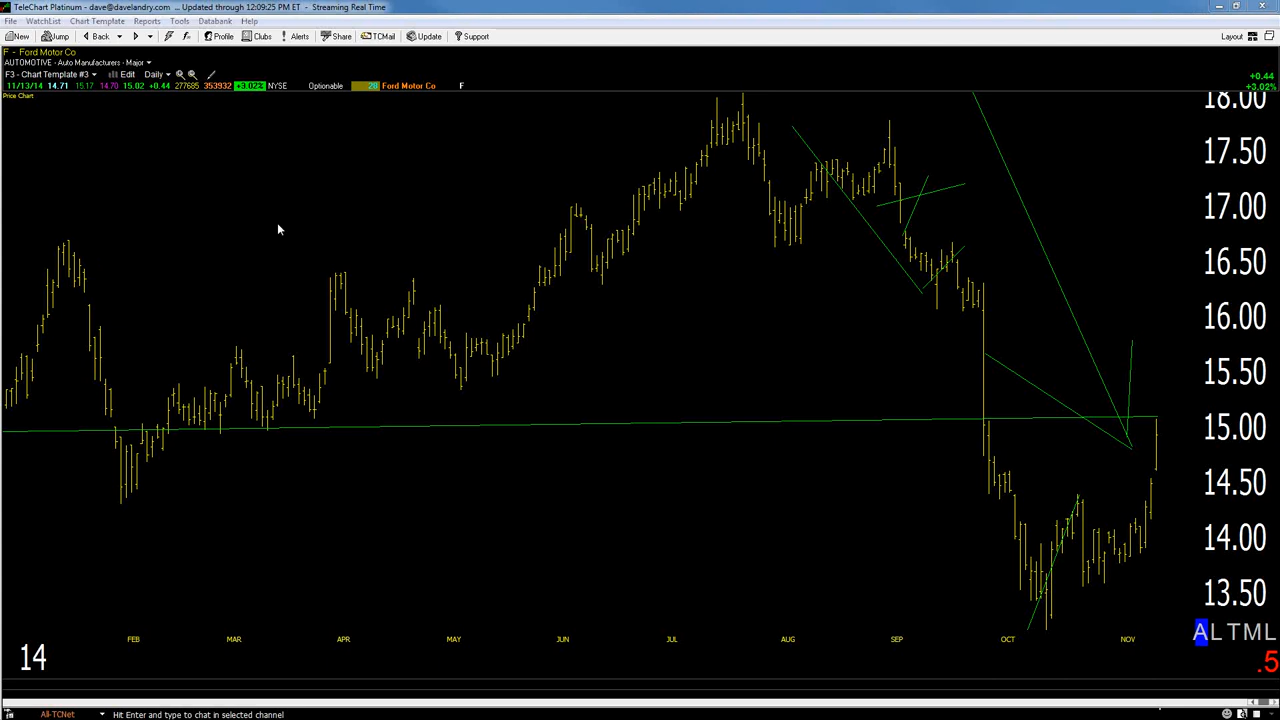 TeleChart Platinum - dave@davelandry.com ... Updated through 12:09:25 PM ET - Streaming Real Time
File WatchList Chart Template Reports Tools Databank Help
New Jump Back Profile Clubs Alerts Share TCMail Update Support Layout
F - Ford Motor Co
AUTOMOTIVE - Auto Manufacturers - Major
F3 - Chart Template #3 Edit Daily +0.44
11/13/14 14.71 15.17 14.70 15.02 +0.44 277685 353932 +3.02% NYSE Optionable 20 Ford Motor Co F +3.02%
Price Chart
18.00
17.50
17.00
16.50
16.00
15.50
15.00
14.50
14.00
13.50
FEB MAR APR MAY JUN JUL AUG SEP OCT NOV
A L T M L
14
.5
All-TCNet Hit Enter and type to chat in selected channel